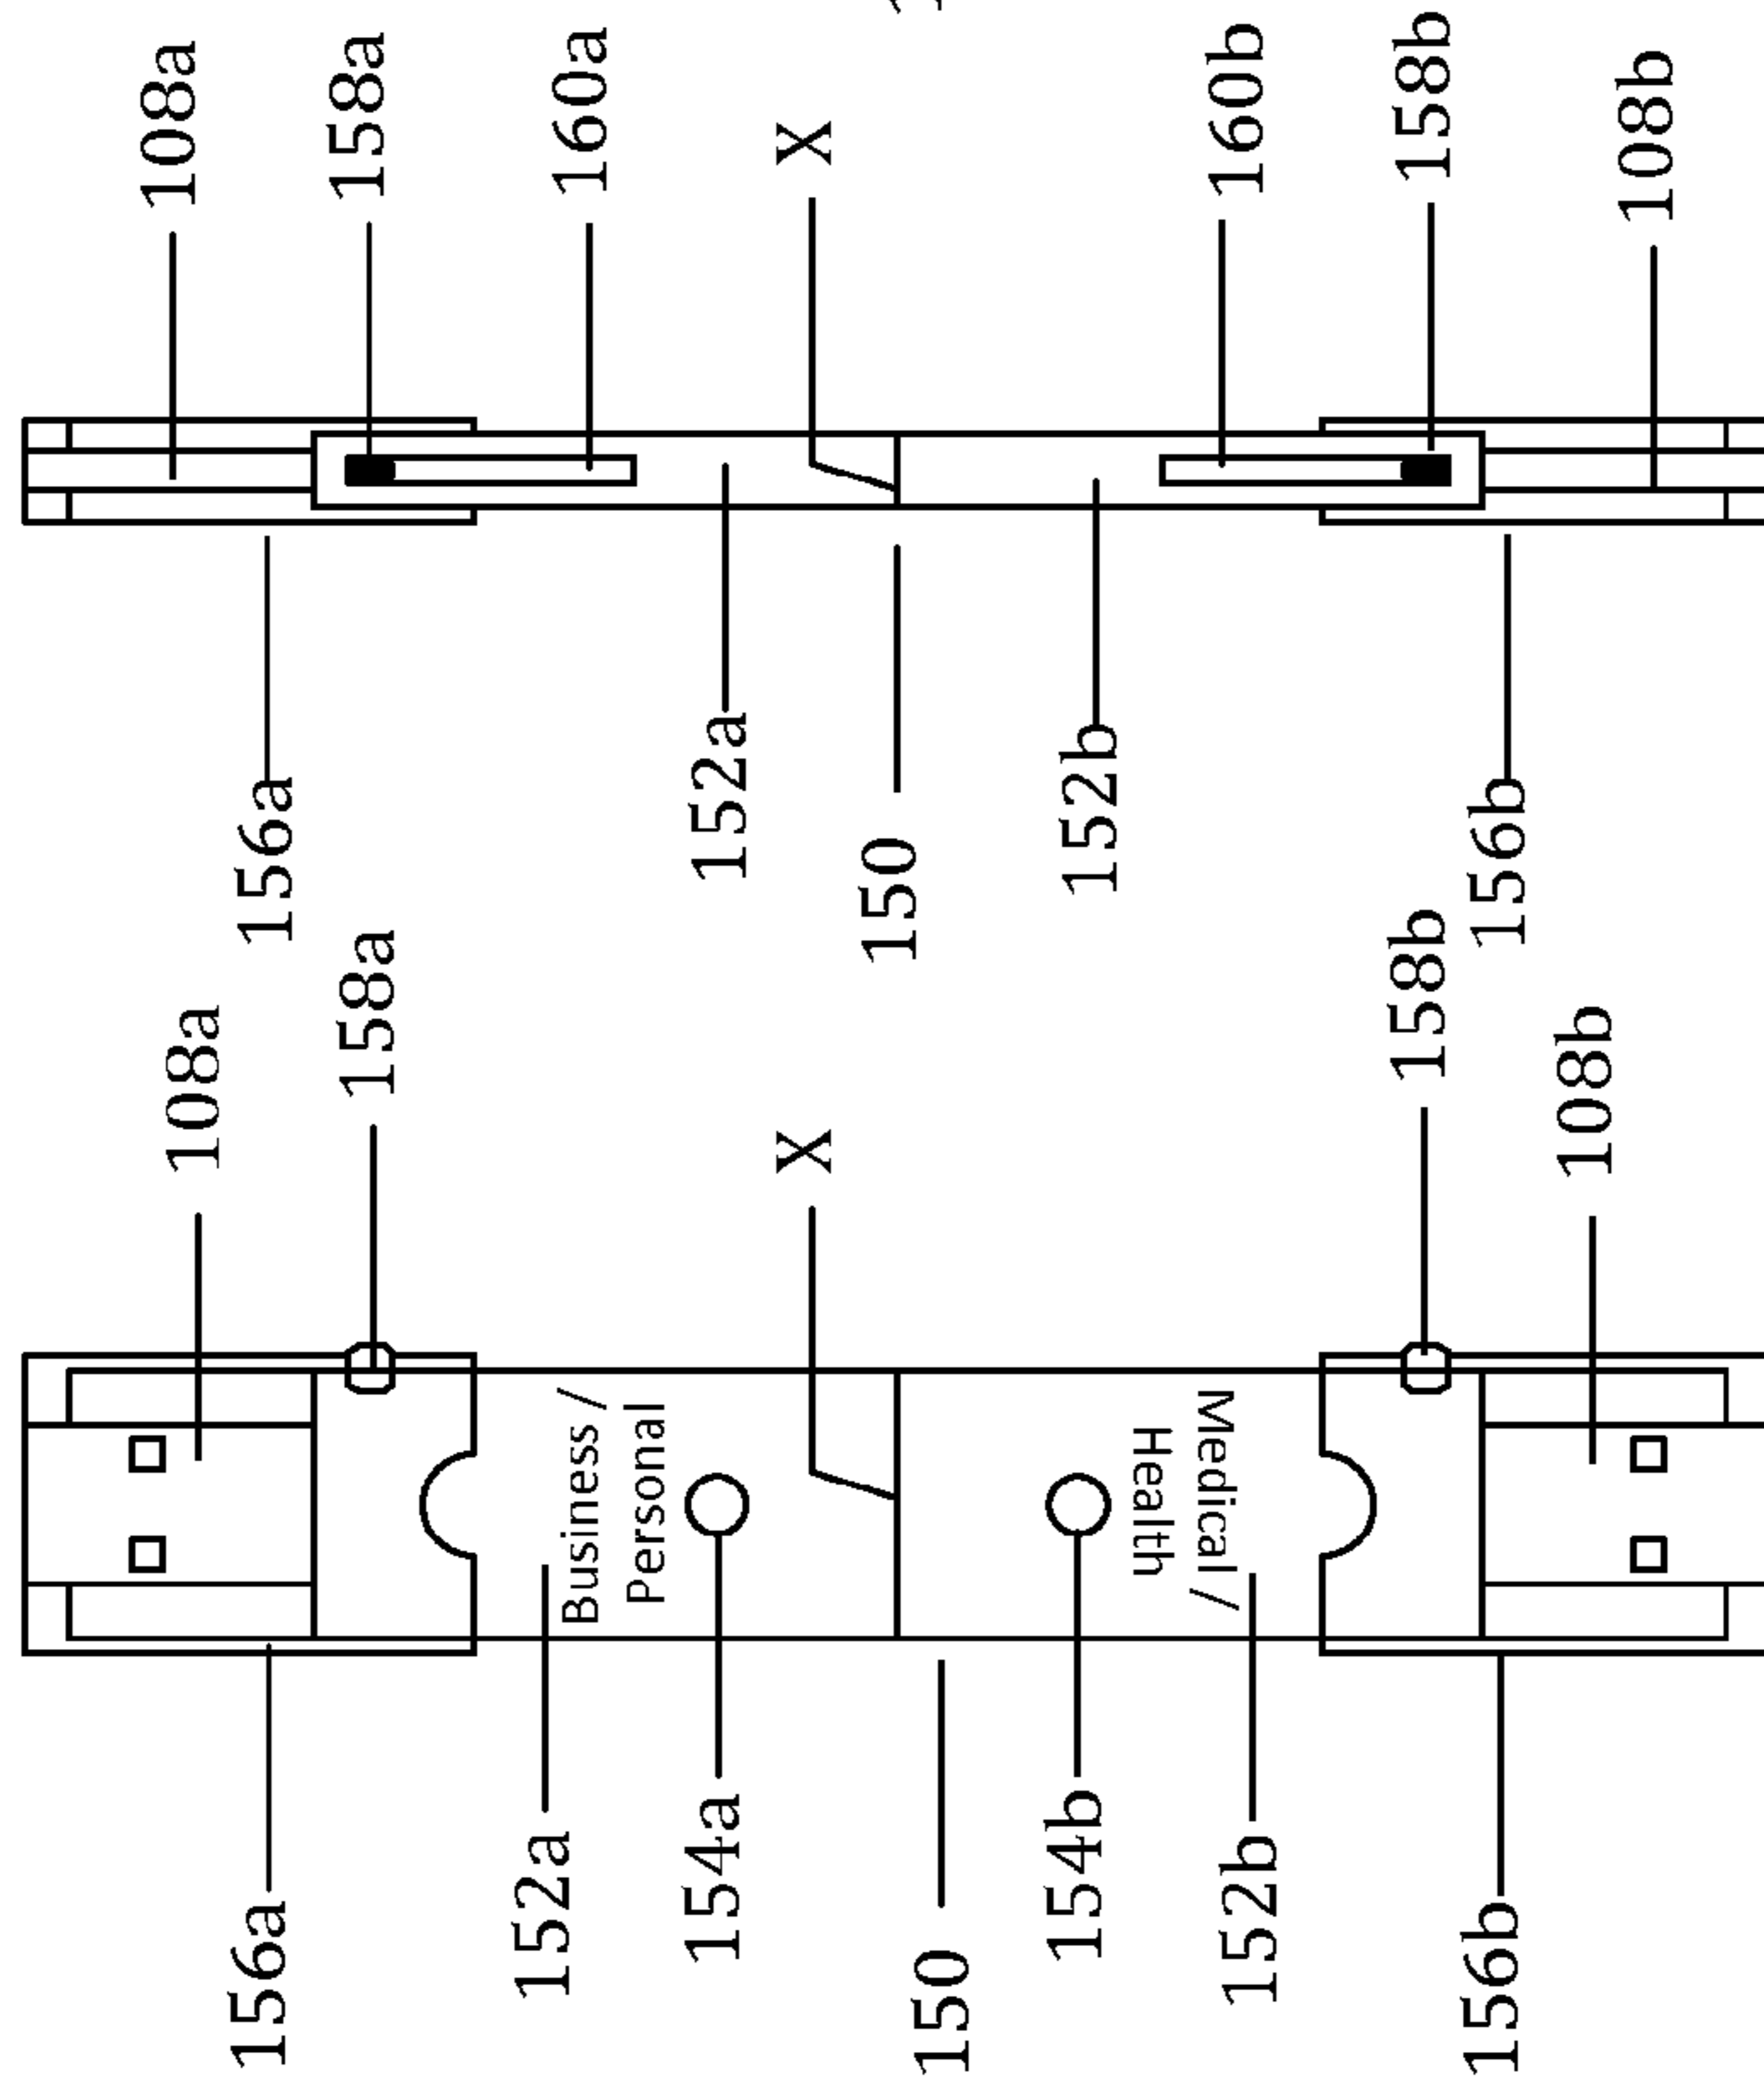 108a
158a
160a
X
160b
158b
108b
156a
152a
150
152b
156b
108a
158a
X
158b
108b
Business /
Personal
Medical /
Health
156a
152a
154a
150
154b
152b
156b